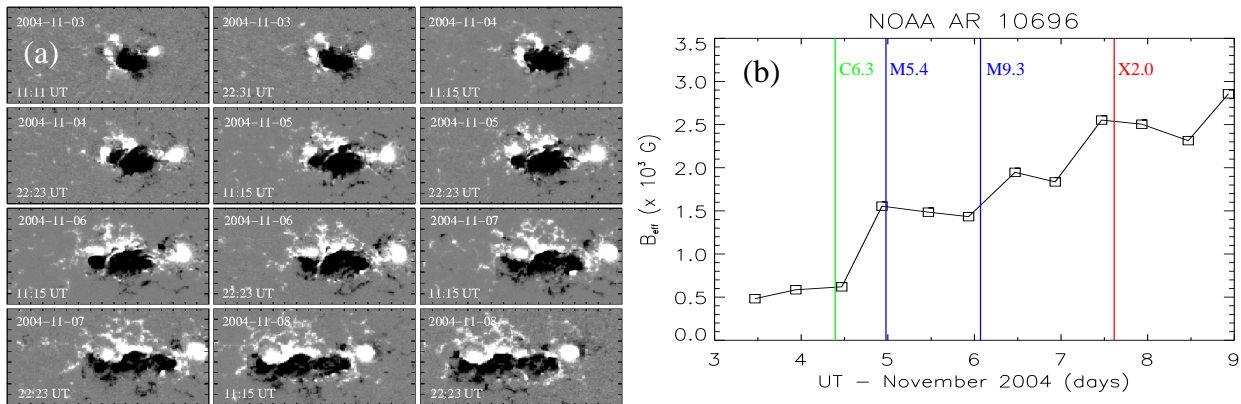 2004-11-03
2004-11-03
2004-11-04
(a)
11:11 UT
22:31 UT
11:15 UT
2004-11-04
2004-11-05
2004-11-05
22:23 UT
11:15 UT
22:23 UT
2004-11-06
2004-11-06
2004-11-07
11:15 UT
22:23 UT
11:15 UT
2004-11-07
2004-11-08
2004-11-08
22:23 UT
11:15 UT
22:23 UT
NOAA AR 10696
(b)
C6.3
M5.4
M9.3
X2.0
3.5
3.0
2.5
2.0
1.5
1.0
0.5
0.0
B_eff (x 10³ G)
3 4 5 6 7 8 9
UT - November 2004 (days)